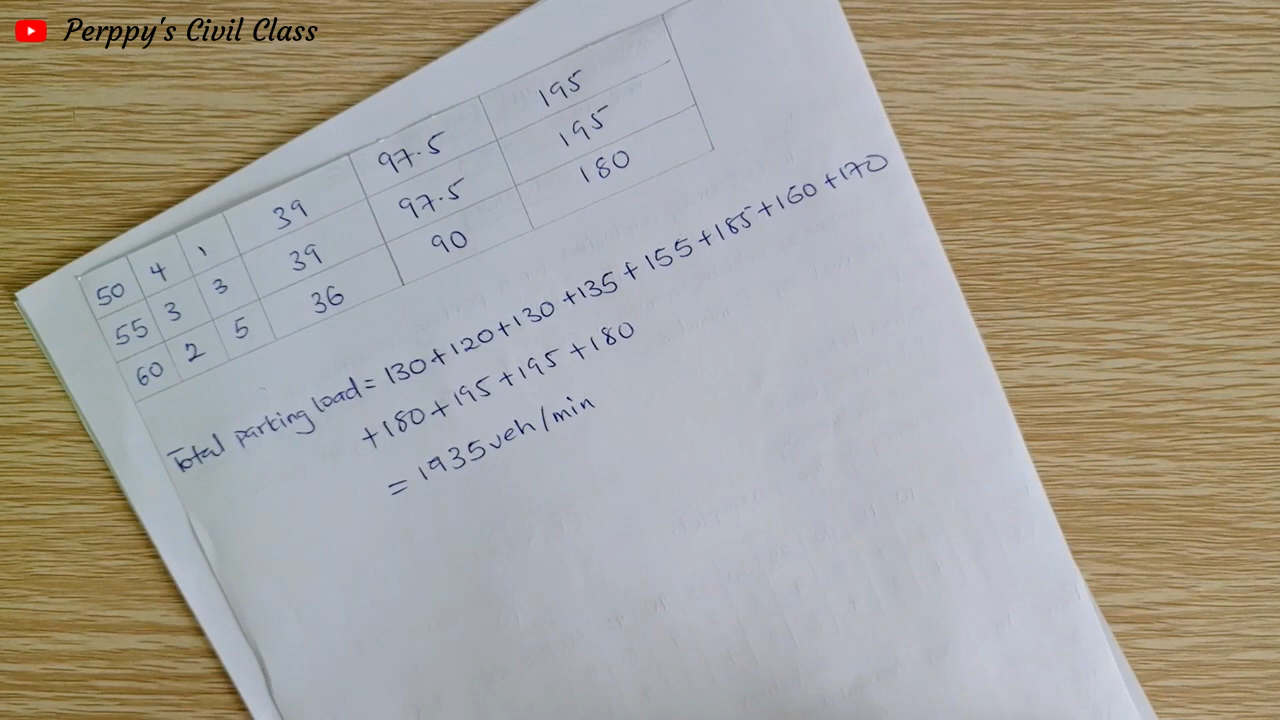 Perppy's Civil Class
50 4 1 39 97.5 195
55 3 3 39 97.5 195
60 2 5 36 90 180
Total parking load = 130+120+130+135+155+185+160+170
+180+195+195+180
= 1935 veh/min